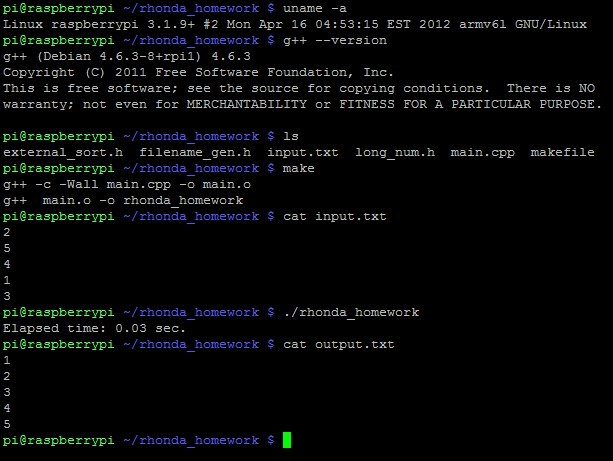 pi@raspberrypi ~/rhonda_homework $ uname -a
Linux raspberrypi 3.1.9+ #2 Mon Apr 16 04:53:15 EST 2012 armv6l GNU/Linux
pi@raspberrypi ~/rhonda_homework $ g++ --version
g++ (Debian 4.6.3-8+rpi1) 4.6.3
Copyright (C) 2011 Free Software Foundation, Inc.
This is free software; see the source for copying conditions.  There is NO
warranty; not even for MERCHANTABILITY or FITNESS FOR A PARTICULAR PURPOSE.

pi@raspberrypi ~/rhonda_homework $ ls
external_sort.h  filename_gen.h  input.txt  long_num.h  main.cpp  makefile
pi@raspberrypi ~/rhonda_homework $ make
g++ -c -Wall main.cpp -o main.o
g++  main.o -o rhonda_homework
pi@raspberrypi ~/rhonda_homework $ cat input.txt
2
5
4
1
3
pi@raspberrypi ~/rhonda_homework $ ./rhonda_homework
Elapsed time: 0.03 sec.
pi@raspberrypi ~/rhonda_homework $ cat output.txt
1
2
3
4
5
pi@raspberrypi ~/rhonda_homework $